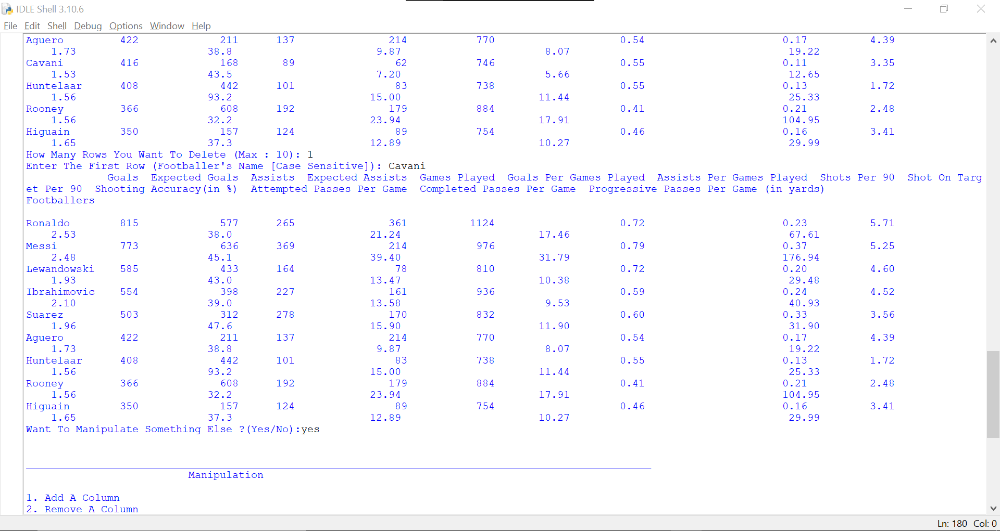 IDLE Shell 3.10.6
File Edit Shell Debug Options Window Help
Aguero 422 211 137 214 770 0.54 0.17 4.39
1.73 38.8 9.87 8.07 19.22
Cavani 416 168 89 62 746 0.55 0.11 3.35
1.53 43.5 7.20 5.66 12.65
Huntelaar 408 442 101 83 738 0.55 0.13 1.72
1.56 93.2 15.00 11.44 25.33
Rooney 366 608 192 179 884 0.41 0.21 2.48
1.56 32.2 23.94 17.91 104.95
Higuain 350 157 124 89 754 0.46 0.16 3.41
1.65 37.3 12.89 10.27 29.99
How Many Rows You Want To Delete (Max : 10): 1
Enter The First Row (Footballer's Name [Case Sensitive]): Cavani
Goals Expected Goals Assists Expected Assists Games Played Goals Per Games Played Assists Per Games Played Shots Per 90 Shot On Targ
et Per 90 Shooting Accuracy(in %) Attempted Passes Per Game Completed Passes Per Game Progressive Passes Per Game (in yards)
Footballers
Ronaldo 815 577 265 361 1124 0.72 0.23 5.71
2.53 38.0 21.24 17.46 67.61
Messi 773 636 369 214 976 0.79 0.37 5.25
2.48 45.1 39.40 31.79 176.94
Lewandowski 585 433 164 78 810 0.72 0.20 4.60
1.93 43.0 13.47 10.38 29.48
Ibrahimovic 554 398 227 161 936 0.59 0.24 4.52
2.10 39.0 13.58 9.53 40.93
Suarez 503 312 278 170 832 0.60 0.33 3.56
1.96 47.6 15.90 11.90 31.90
Aguero 422 211 137 214 770 0.54 0.17 4.39
1.73 38.8 9.87 8.07 19.22
Huntelaar 408 442 101 83 738 0.55 0.13 1.72
1.56 93.2 15.00 11.44 25.33
Rooney 366 608 192 179 884 0.41 0.21 2.48
1.56 32.2 23.94 17.91 104.95
Higuain 350 157 124 89 754 0.46 0.16 3.41
1.65 37.3 12.89 10.27 29.99
Want To Manipulate Something Else ?(Yes/No):yes
Manipulation
1. Add A Column
2. Remove A Column
Ln: 180 Col: 0